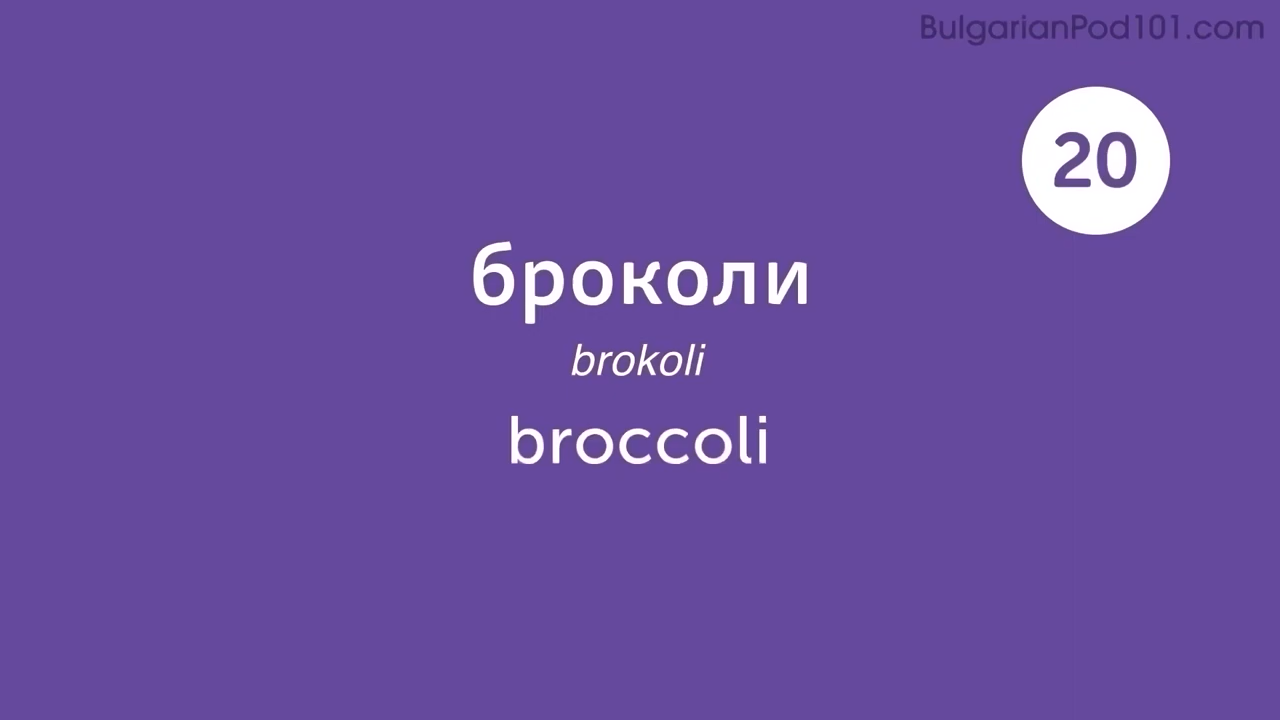 BulgarianPod101.com
20
броколи
brokoli
broccoli